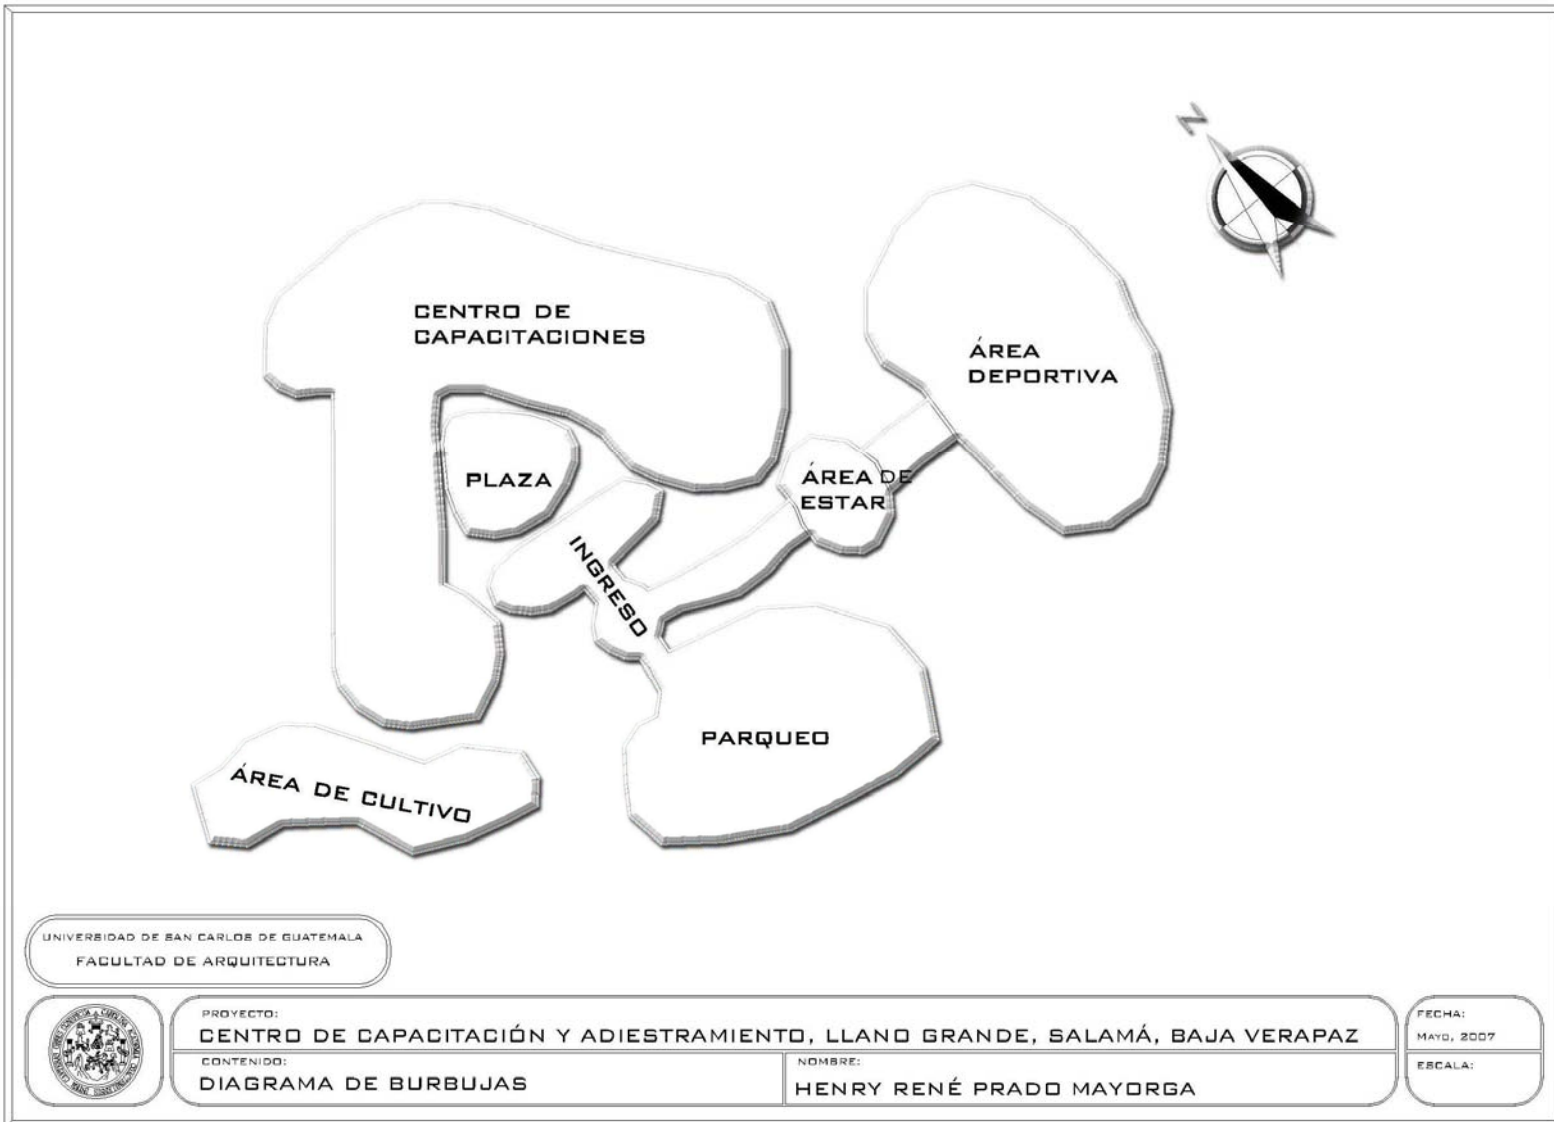 N
CENTRO DE
CAPACITACIONES
ÁREA
DEPORTIVA
PLAZA
ÁREA DE
ESTAR
INGRESO
PARQUEO
ÁREA DE CULTIVO
UNIVERSIDAD DE SAN CARLOS DE GUATEMALA
FACULTAD DE ARQUITECTURA
PROYECTO:
CENTRO DE CAPACITACIÓN Y ADIESTRAMIENTO, LLANO GRANDE, SALAMÁ, BAJA VERAPAZ
CONTENIDO:
DIAGRAMA DE BURBUJAS
NOMBRE:
HENRY RENÉ PRADO MAYORGA
FECHA:
MAYO, 2007
ESCALA: